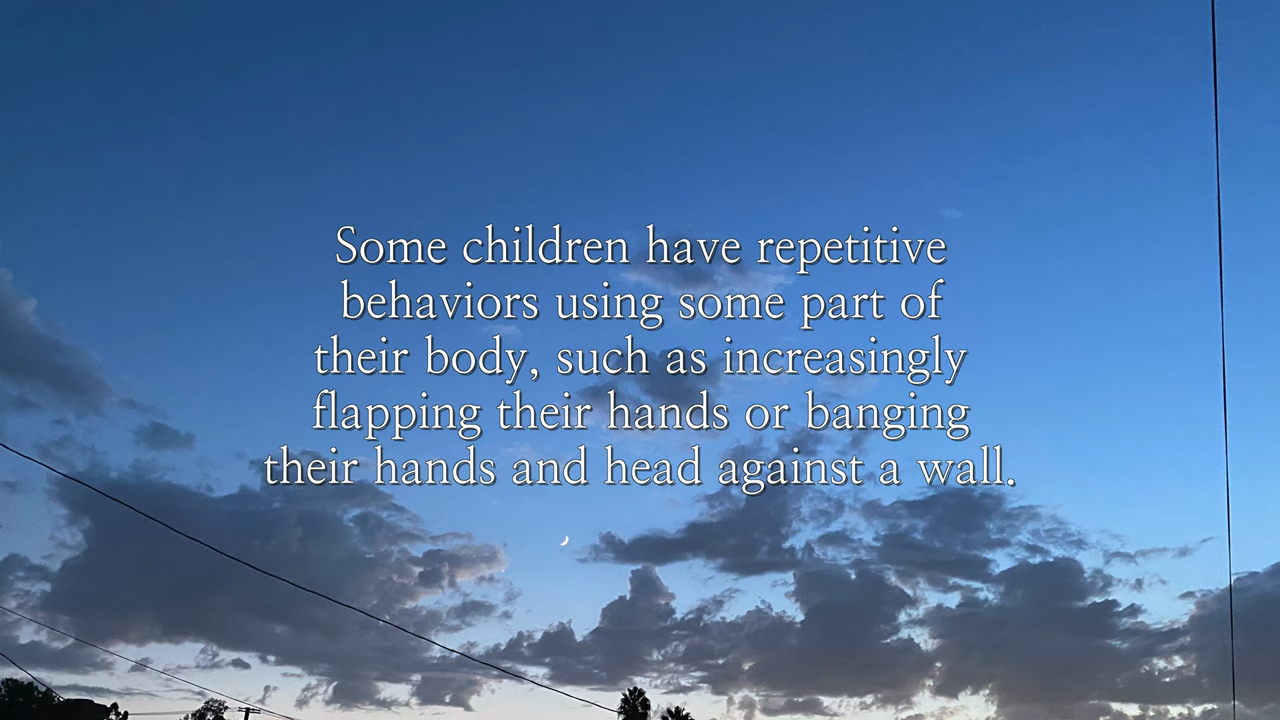 Some children have repetitive
behaviors using some part of
their body, such as increasingly
flapping their hands or banging
their hands and head against a wall.